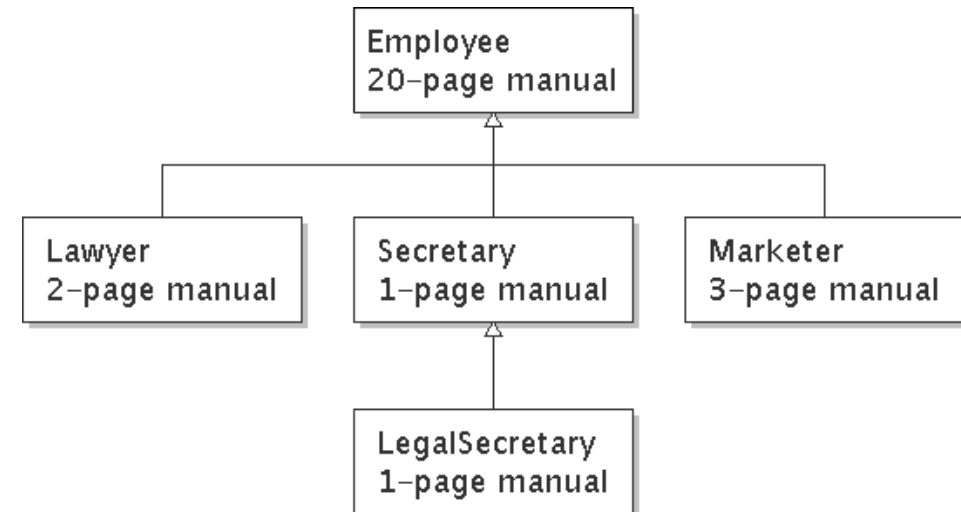 Employee
20-page manual
Lawyer
2-page manual
Secretary
1-page manual
Marketer
3-page manual
LegalSecretary
1-page manual